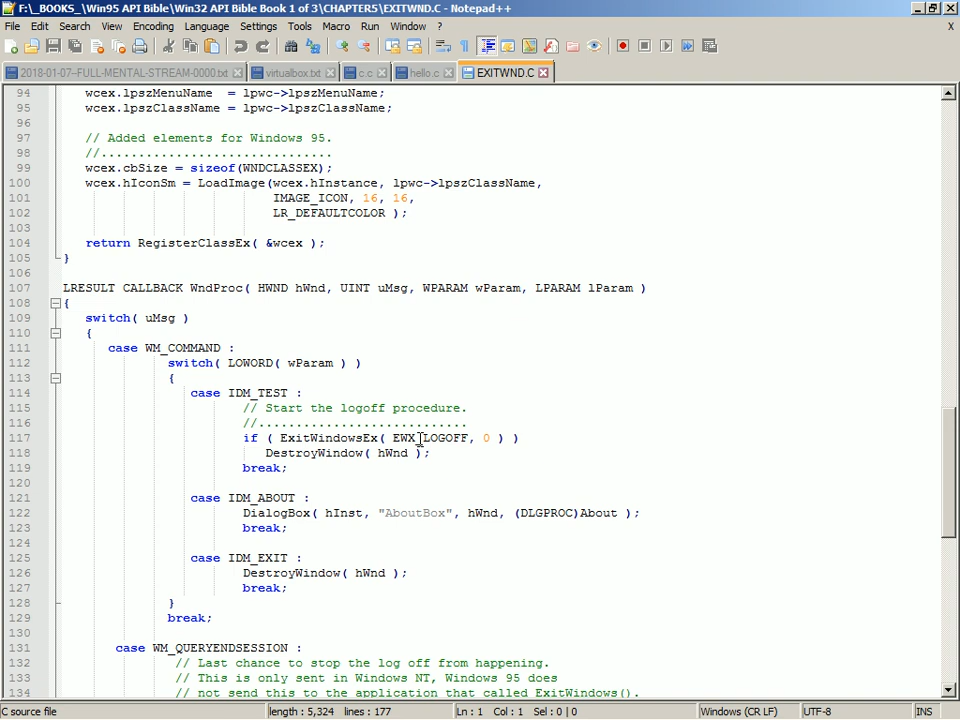 F:\_BOOKS_\Win95 API Bible\Win32 API Bible Book 1 of 3\CHAPTER5\EXITWND.C - Notepad++
File Edit Search View Encoding Language Settings Tools Macro Run Window ? X
2018-01-07-FULL-MENTAL-STREAM-0000.txt virtualbox.txt c.c hello.c EXITWND.C
94 wcex.lpszMenuName = lpwc->lpszMenuName;
95 wcex.lpszClassName = lpwc->lpszClassName;
96
97 // Added elements for Windows 95.
98 //...............................
99 wcex.cbSize = sizeof(WNDCLASSEX);
100 wcex.hIconSm = LoadImage(wcex.hInstance, lpwc->lpszClassName,
101 IMAGE_ICON, 16, 16,
102 LR_DEFAULTCOLOR );
103
104 return RegisterClassEx( &wcex );
105 }
106
107 LRESULT CALLBACK WndProc( HWND hWnd, UINT uMsg, WPARAM wParam, LPARAM lParam )
108 {
109 switch( uMsg )
110 {
111 case WM_COMMAND :
112 switch( LOWORD( wParam ) )
113 {
114 case IDM_TEST :
115 // Start the logoff procedure.
116 //............................
117 if ( ExitWindowsEx( EWX_LOGOFF, 0 ) )
118 DestroyWindow( hWnd );
119 break;
120
121 case IDM_ABOUT :
122 DialogBox( hInst, "AboutBox", hWnd, (DLGPROC)About );
123 break;
124
125 case IDM_EXIT :
126 DestroyWindow( hWnd );
127 break;
128 }
129 break;
130
131 case WM_QUERYENDSESSION :
132 // Last chance to stop the log off from happening.
133 // This is only sent in Windows NT, Windows 95 does
134 // not send this to the application that called ExitWindows().
C source file length : 5,324 lines : 177 Ln : 1 Col : 1 Sel : 0 | 0 Windows (CR LF) UTF-8 INS